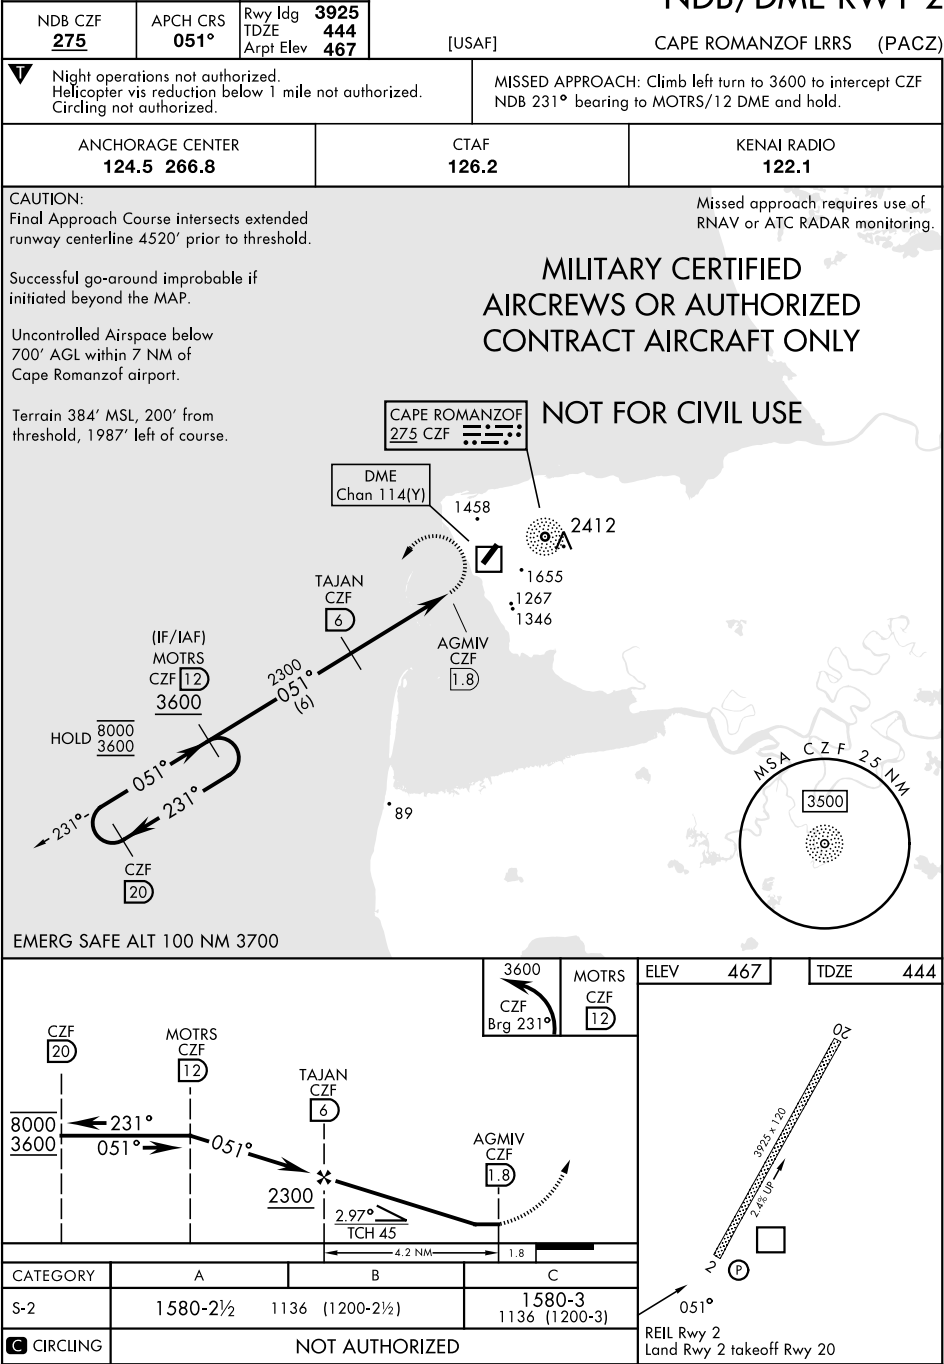 NDB/DME RWY 2
NDB CZF
275
APCH CRS
051°
Rwy ldg 3925
TDZE 444
Arpt Elev 467
[USAF]
CAPE ROMANZOF LRRS (PACZ)
T
Night operations not authorized.
Helicopter vis reduction below 1 mile not authorized.
Circling not authorized.
MISSED APPROACH: Climb left turn to 3600 to intercept CZF
NDB 231° bearing to MOTRS/12 DME and hold.
ANCHORAGE CENTER
124.5 266.8
CTAF
126.2
KENAI RADIO
122.1
CAUTION:
Final Approach Course intersects extended
runway centerline 4520' prior to threshold.
Successful go-around improbable if
initiated beyond the MAP.
Uncontrolled Airspace below
700' AGL within 7 NM of
Cape Romanzof airport.
Terrain 384' MSL, 200' from
threshold, 1987' left of course.
Missed approach requires use of
RNAV or ATC RADAR monitoring.
MILITARY CERTIFIED
AIRCREWS OR AUTHORIZED
CONTRACT AIRCRAFT ONLY
NOT FOR CIVIL USE
CAPE ROMANZOF
275 CZF
DME
Chan 114(Y)
1458
2412
1655
1267
1346
TAJAN
CZF
6
AGMIV
CZF
1.8
(IF/IAF)
MOTRS
CZF 12
3600
2300
051°
(6)
HOLD 8000
3600
051°
231°
231°
CZF
20
89
MSA CZF 25 NM
3500
EMERG SAFE ALT 100 NM 3700
3600
CZF
Brg 231°
MOTRS
CZF
12
ELEV 467
TDZE 444
CZF
20
MOTRS
CZF
12
TAJAN
CZF
6
AGMIV
CZF
1.8
8000
3600
231°
051°
051°
2300
2.97°
TCH 45
4.2 NM
1.8
20
3925 x 120
2.4% UP
2
P
051°
REIL Rwy 2
Land Rwy 2 takeoff Rwy 20
CATEGORY A B C
S-2 1580-2½ 1136 (1200-2½) 1580-3
1136 (1200-3)
C CIRCLING NOT AUTHORIZED